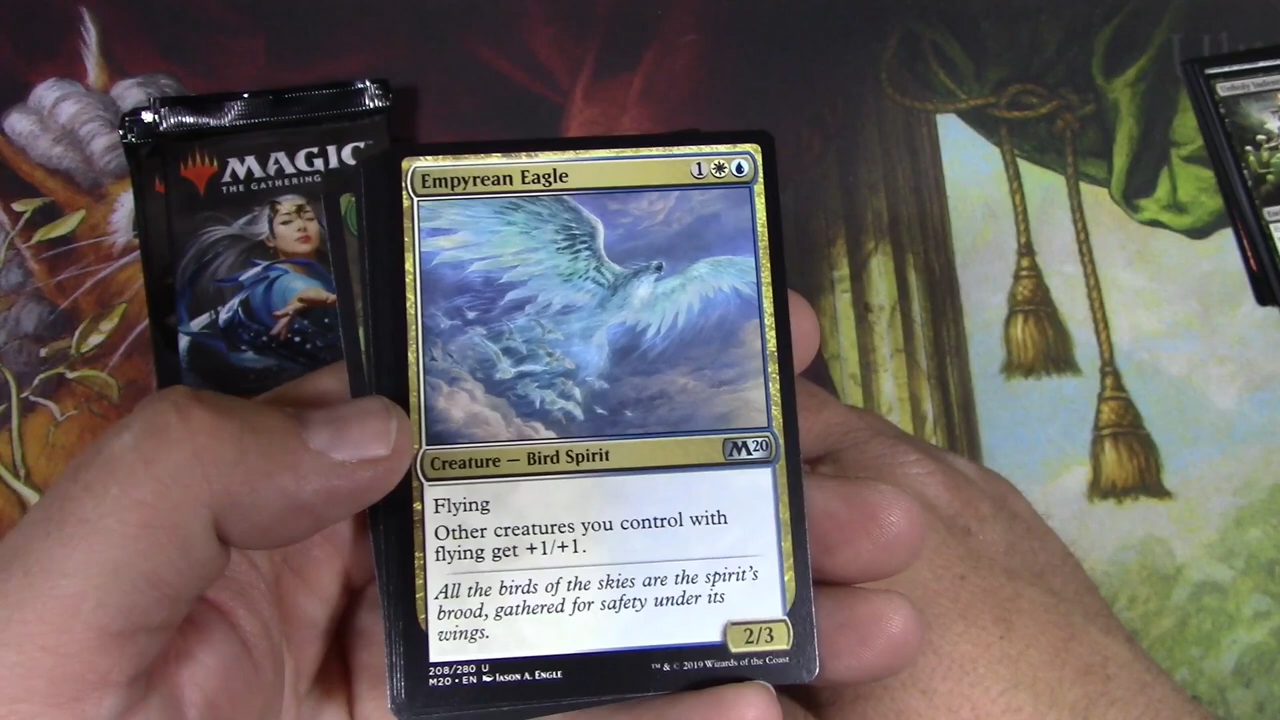 MAGIC
THE GATHERING
Empyrean Eagle 1
Creature — Bird Spirit M20
Flying
Other creatures you control with
flying get +1/+1.
All the birds of the skies are the spirit's
brood, gathered for safety under its
wings.
2/3
208/280 U
M20 • EN JASON A. ENGLE
™ & © 2019 Wizards of the Coast
Unholy